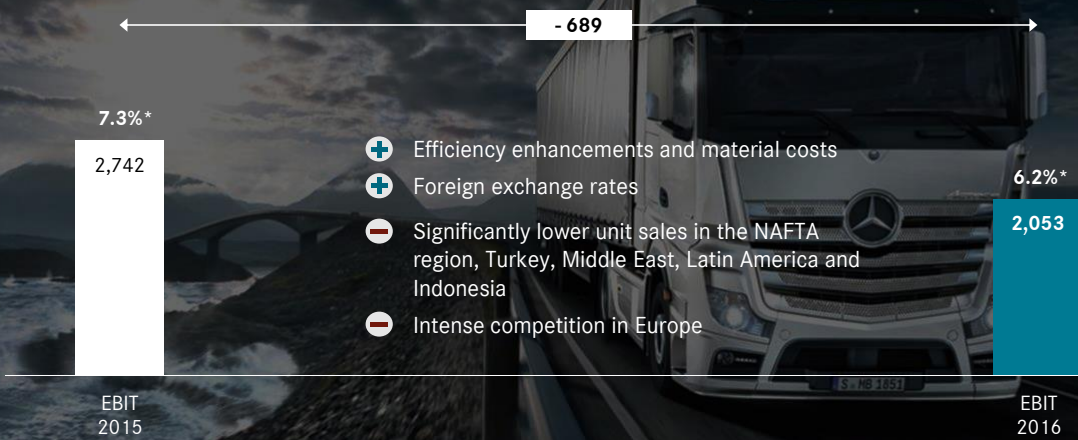 - 689
7.3%*
2,742
Efficiency enhancements and material costs
Foreign exchange rates
Significantly lower unit sales in the NAFTA
region, Turkey, Middle East, Latin America and
Indonesia
Intense competition in Europe
6.2%*
2,053
S·MB 1851
EBIT
2015
EBIT
2016